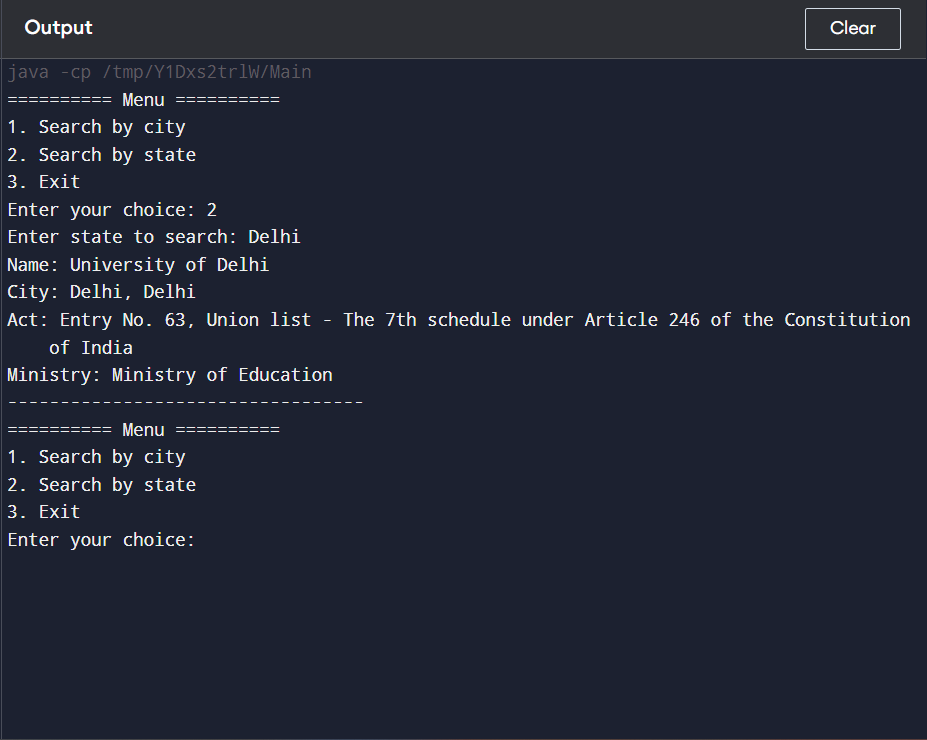 Output
Clear
java -cp /tmp/Y1Dxs2trlW/Main
========== Menu ==========
1. Search by city
2. Search by state
3. Exit
Enter your choice: 2
Enter state to search: Delhi
Name: University of Delhi
City: Delhi, Delhi
Act: Entry No. 63, Union list - The 7th schedule under Article 246 of the Constitution
    of India
Ministry: Ministry of Education
----------------------------------
========== Menu ==========
1. Search by city
2. Search by state
3. Exit
Enter your choice: